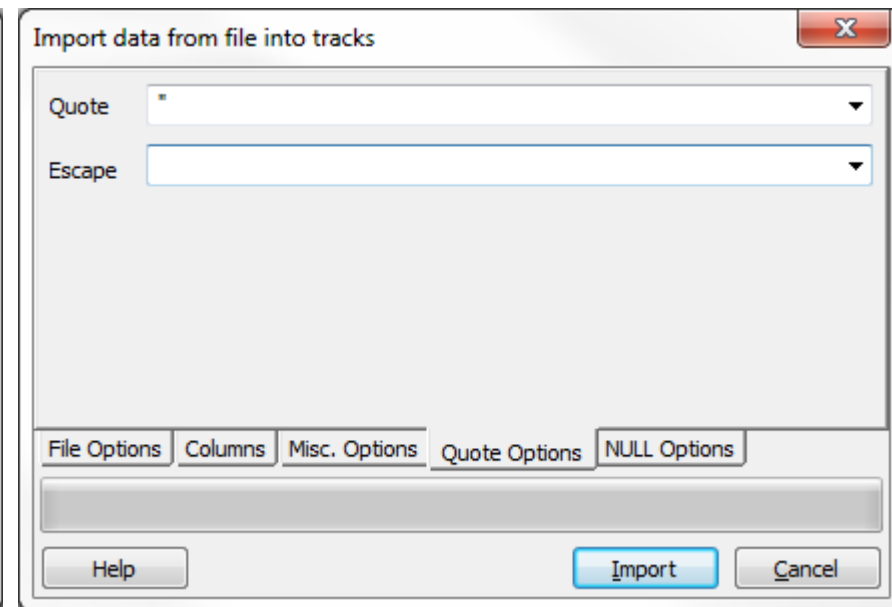 Import data from file into tracks
Quote "
Escape
File Options Columns Misc. Options Quote Options NULL Options
Help Import Cancel